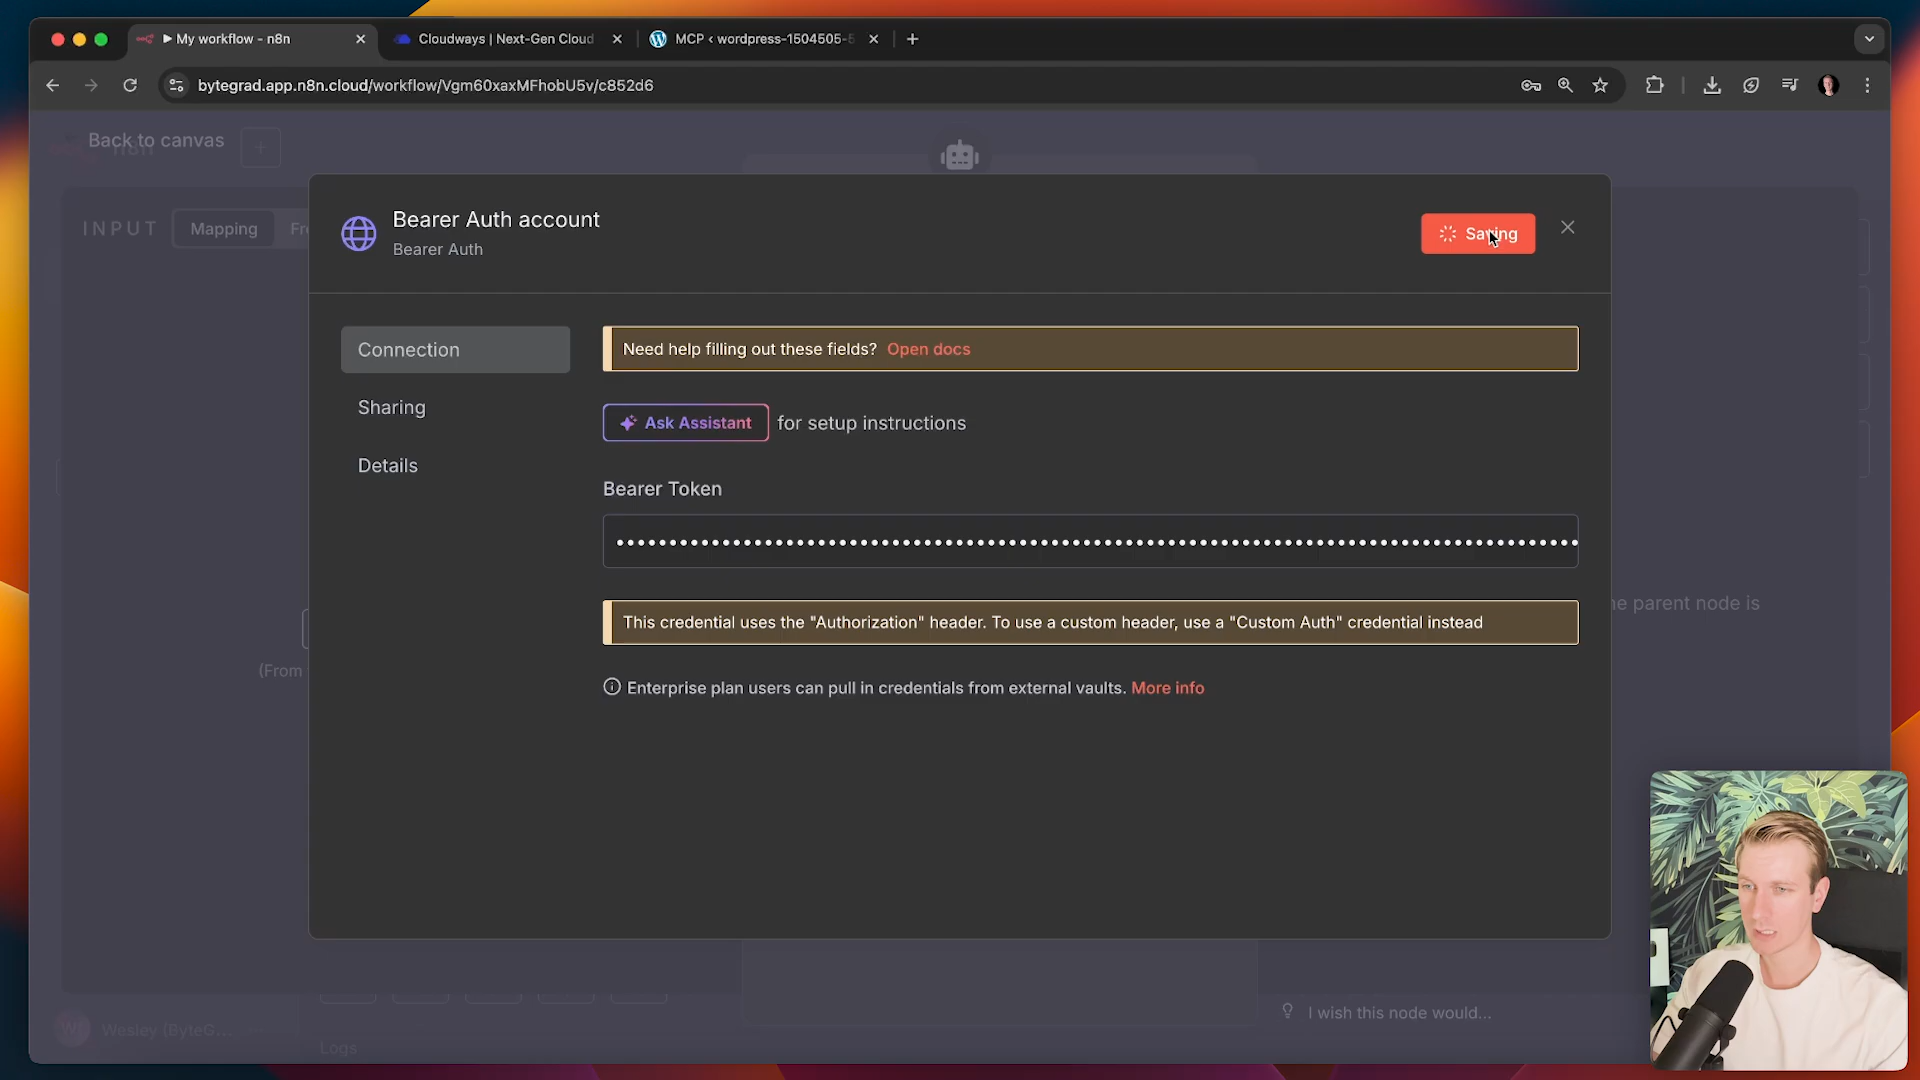 My workflow - n8n
Cloudways | Next-Gen Cloud
MCP ‹ wordpress-1504505-5
bytegrad.app.n8n.cloud/workflow/Vgm60xaxMFhobU5v/c852d6
Back to canvas
n8n
INPUT
Mapping
Bearer Auth account
Bearer Auth
Saving
Connection
Sharing
Details
Need help filling out these fields? Open docs
Ask Assistant for setup instructions
Bearer Token
This credential uses the "Authorization" header. To use a custom header, use a "Custom Auth" credential instead
Enterprise plan users can pull in credentials from external vaults. More info
parent node is
(From
I wish this node would...
Wesley (ByteG...
Logs